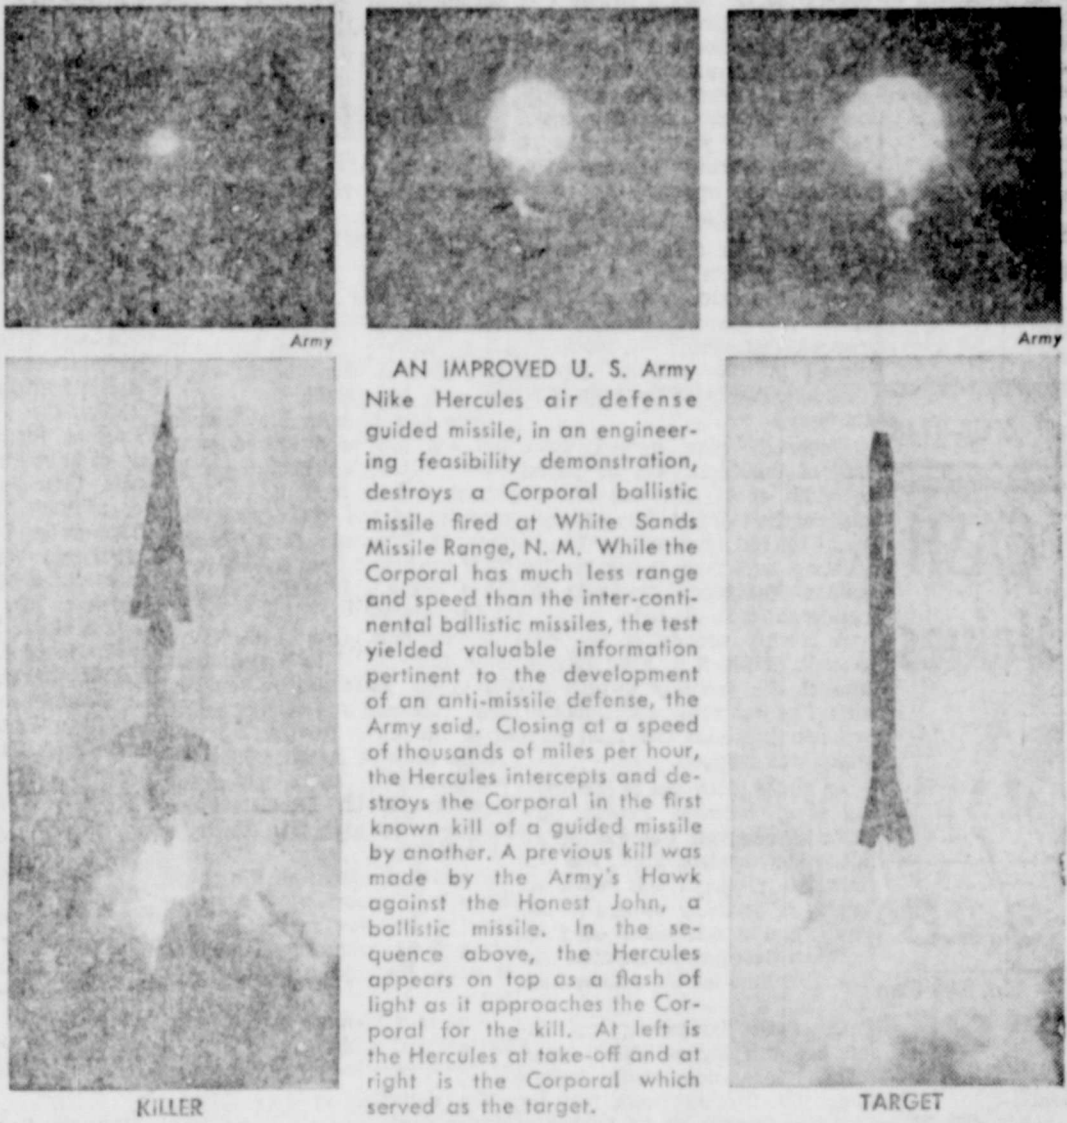 Army
Army
AN IMPROVED U. S. Army
Nike Hercules air defense
guided missile, in an engineer-
ing feasibility demonstration,
destroys a Corporal ballistic
missile fired at White Sands
Missile Range, N. M. While the
Corporal has much less range
and speed than the inter-conti-
nental ballistic missiles, the test
yielded valuable information
pertinent to the development
of an anti-missile defense, the
Army said. Closing at a speed
of thousands of miles per hour,
the Hercules intercepts and de-
stroys the Corporal in the first
known kill of a guided missile
by another. A previous kill was
made by the Army's Hawk
against the Honest John, a
ballistic missile. In the se-
quence above, the Hercules
appears on top as a flash of
light as it approaches the Cor-
poral for the kill. At left is
the Hercules at take-off and at
right is the Corporal which
served as the target.
KILLER
TARGET